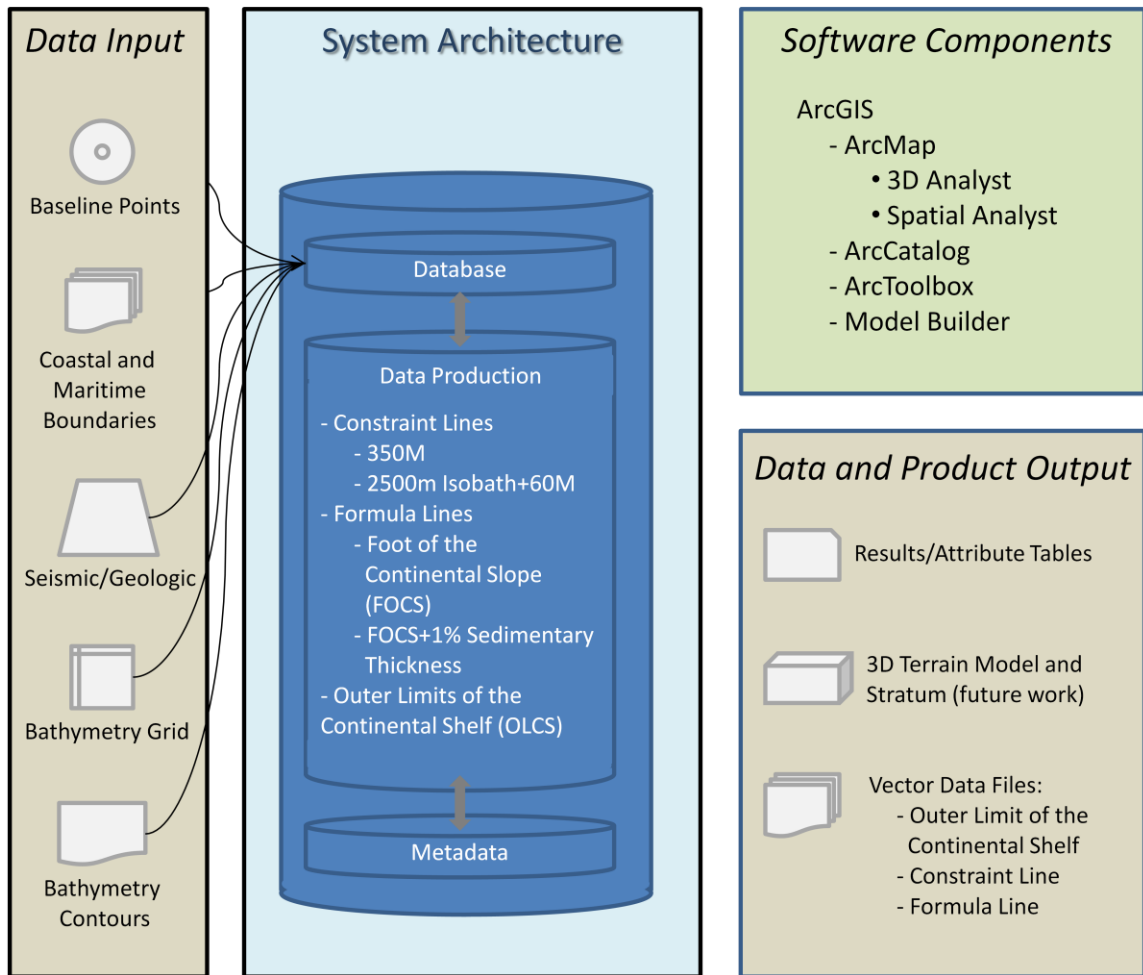 Data Input
Baseline Points
Coastal and
Maritime
Boundaries
Seismic/Geologic
Bathymetry Grid
Bathymetry
Contours
System Architecture
Database
Data Production
- Constraint Lines
- 350M
- 2500m Isobath+60M
- Formula Lines
- Foot of the
Continental Slope
(FOCS)
- FOCS+1% Sedimentary
Thickness
- Outer Limits of the
Continental Shelf (OLCS)
Metadata
Software Components
ArcGIS
- ArcMap
• 3D Analyst
• Spatial Analyst
- ArcCatalog
- ArcToolbox
- Model Builder
Data and Product Output
Results/Attribute Tables
3D Terrain Model and
Stratum (future work)
Vector Data Files:
- Outer Limit of the
Continental Shelf
- Constraint Line
- Formula Line